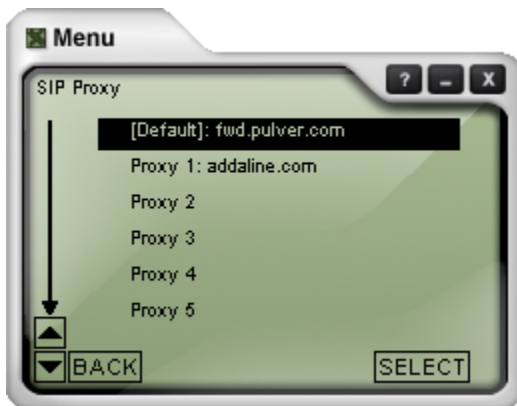 Menu
? - X
SIP Proxy
[Default]: fwd.pulver.com
Proxy 1: addaline.com
Proxy 2
Proxy 3
Proxy 4
Proxy 5
BACK SELECT